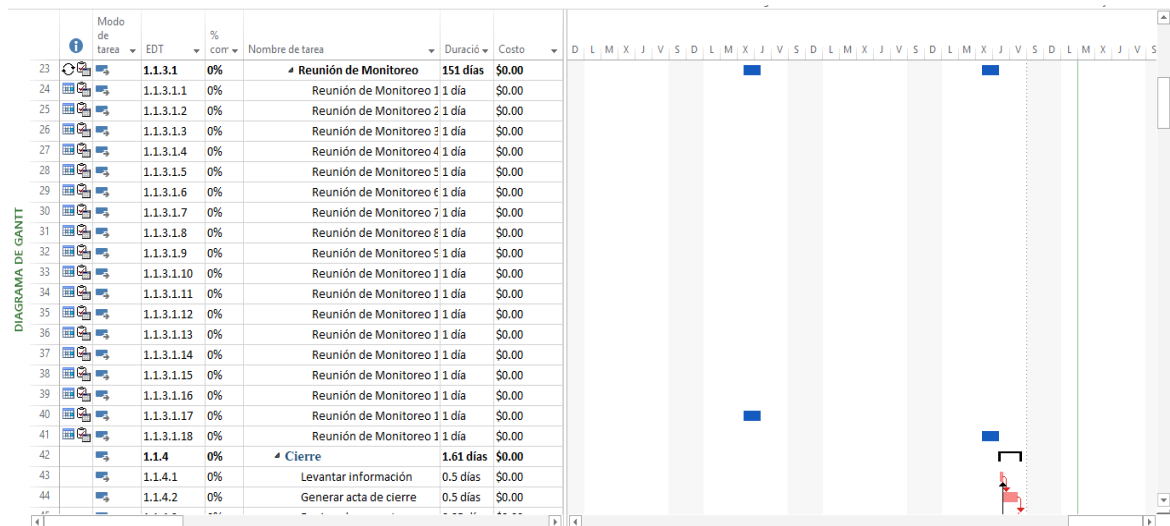 Modo de tarea EDT % com Nombre de tarea Duració Costo D L M X J V S D L M X J V S D L M X J V S D L M X J V S D L M X J V S
23 1.1.3.1 0% Reunión de Monitoreo 151 días $0.00
24 1.1.3.1.1 0% Reunión de Monitoreo 1 1 día $0.00
25 1.1.3.1.2 0% Reunión de Monitoreo 2 1 día $0.00
26 1.1.3.1.3 0% Reunión de Monitoreo 3 1 día $0.00
27 1.1.3.1.4 0% Reunión de Monitoreo 4 1 día $0.00
28 1.1.3.1.5 0% Reunión de Monitoreo 5 1 día $0.00
29 1.1.3.1.6 0% Reunión de Monitoreo 6 1 día $0.00
30 1.1.3.1.7 0% Reunión de Monitoreo 7 1 día $0.00
31 1.1.3.1.8 0% Reunión de Monitoreo 8 1 día $0.00
32 1.1.3.1.9 0% Reunión de Monitoreo 9 1 día $0.00
33 1.1.3.1.10 0% Reunión de Monitoreo 1 1 día $0.00
34 1.1.3.1.11 0% Reunión de Monitoreo 1 1 día $0.00
35 1.1.3.1.12 0% Reunión de Monitoreo 1 1 día $0.00
36 1.1.3.1.13 0% Reunión de Monitoreo 1 1 día $0.00
37 1.1.3.1.14 0% Reunión de Monitoreo 1 1 día $0.00
38 1.1.3.1.15 0% Reunión de Monitoreo 1 1 día $0.00
39 1.1.3.1.16 0% Reunión de Monitoreo 1 1 día $0.00
40 1.1.3.1.17 0% Reunión de Monitoreo 1 1 día $0.00
41 1.1.3.1.18 0% Reunión de Monitoreo 1 1 día $0.00
42 1.1.4 0% Cierre 1.61 días $0.00
43 1.1.4.1 0% Levantar información 0.5 días $0.00
44 1.1.4.2 0% Generar acta de cierre 0.5 días $0.00
DIAGRAMA DE GANTT